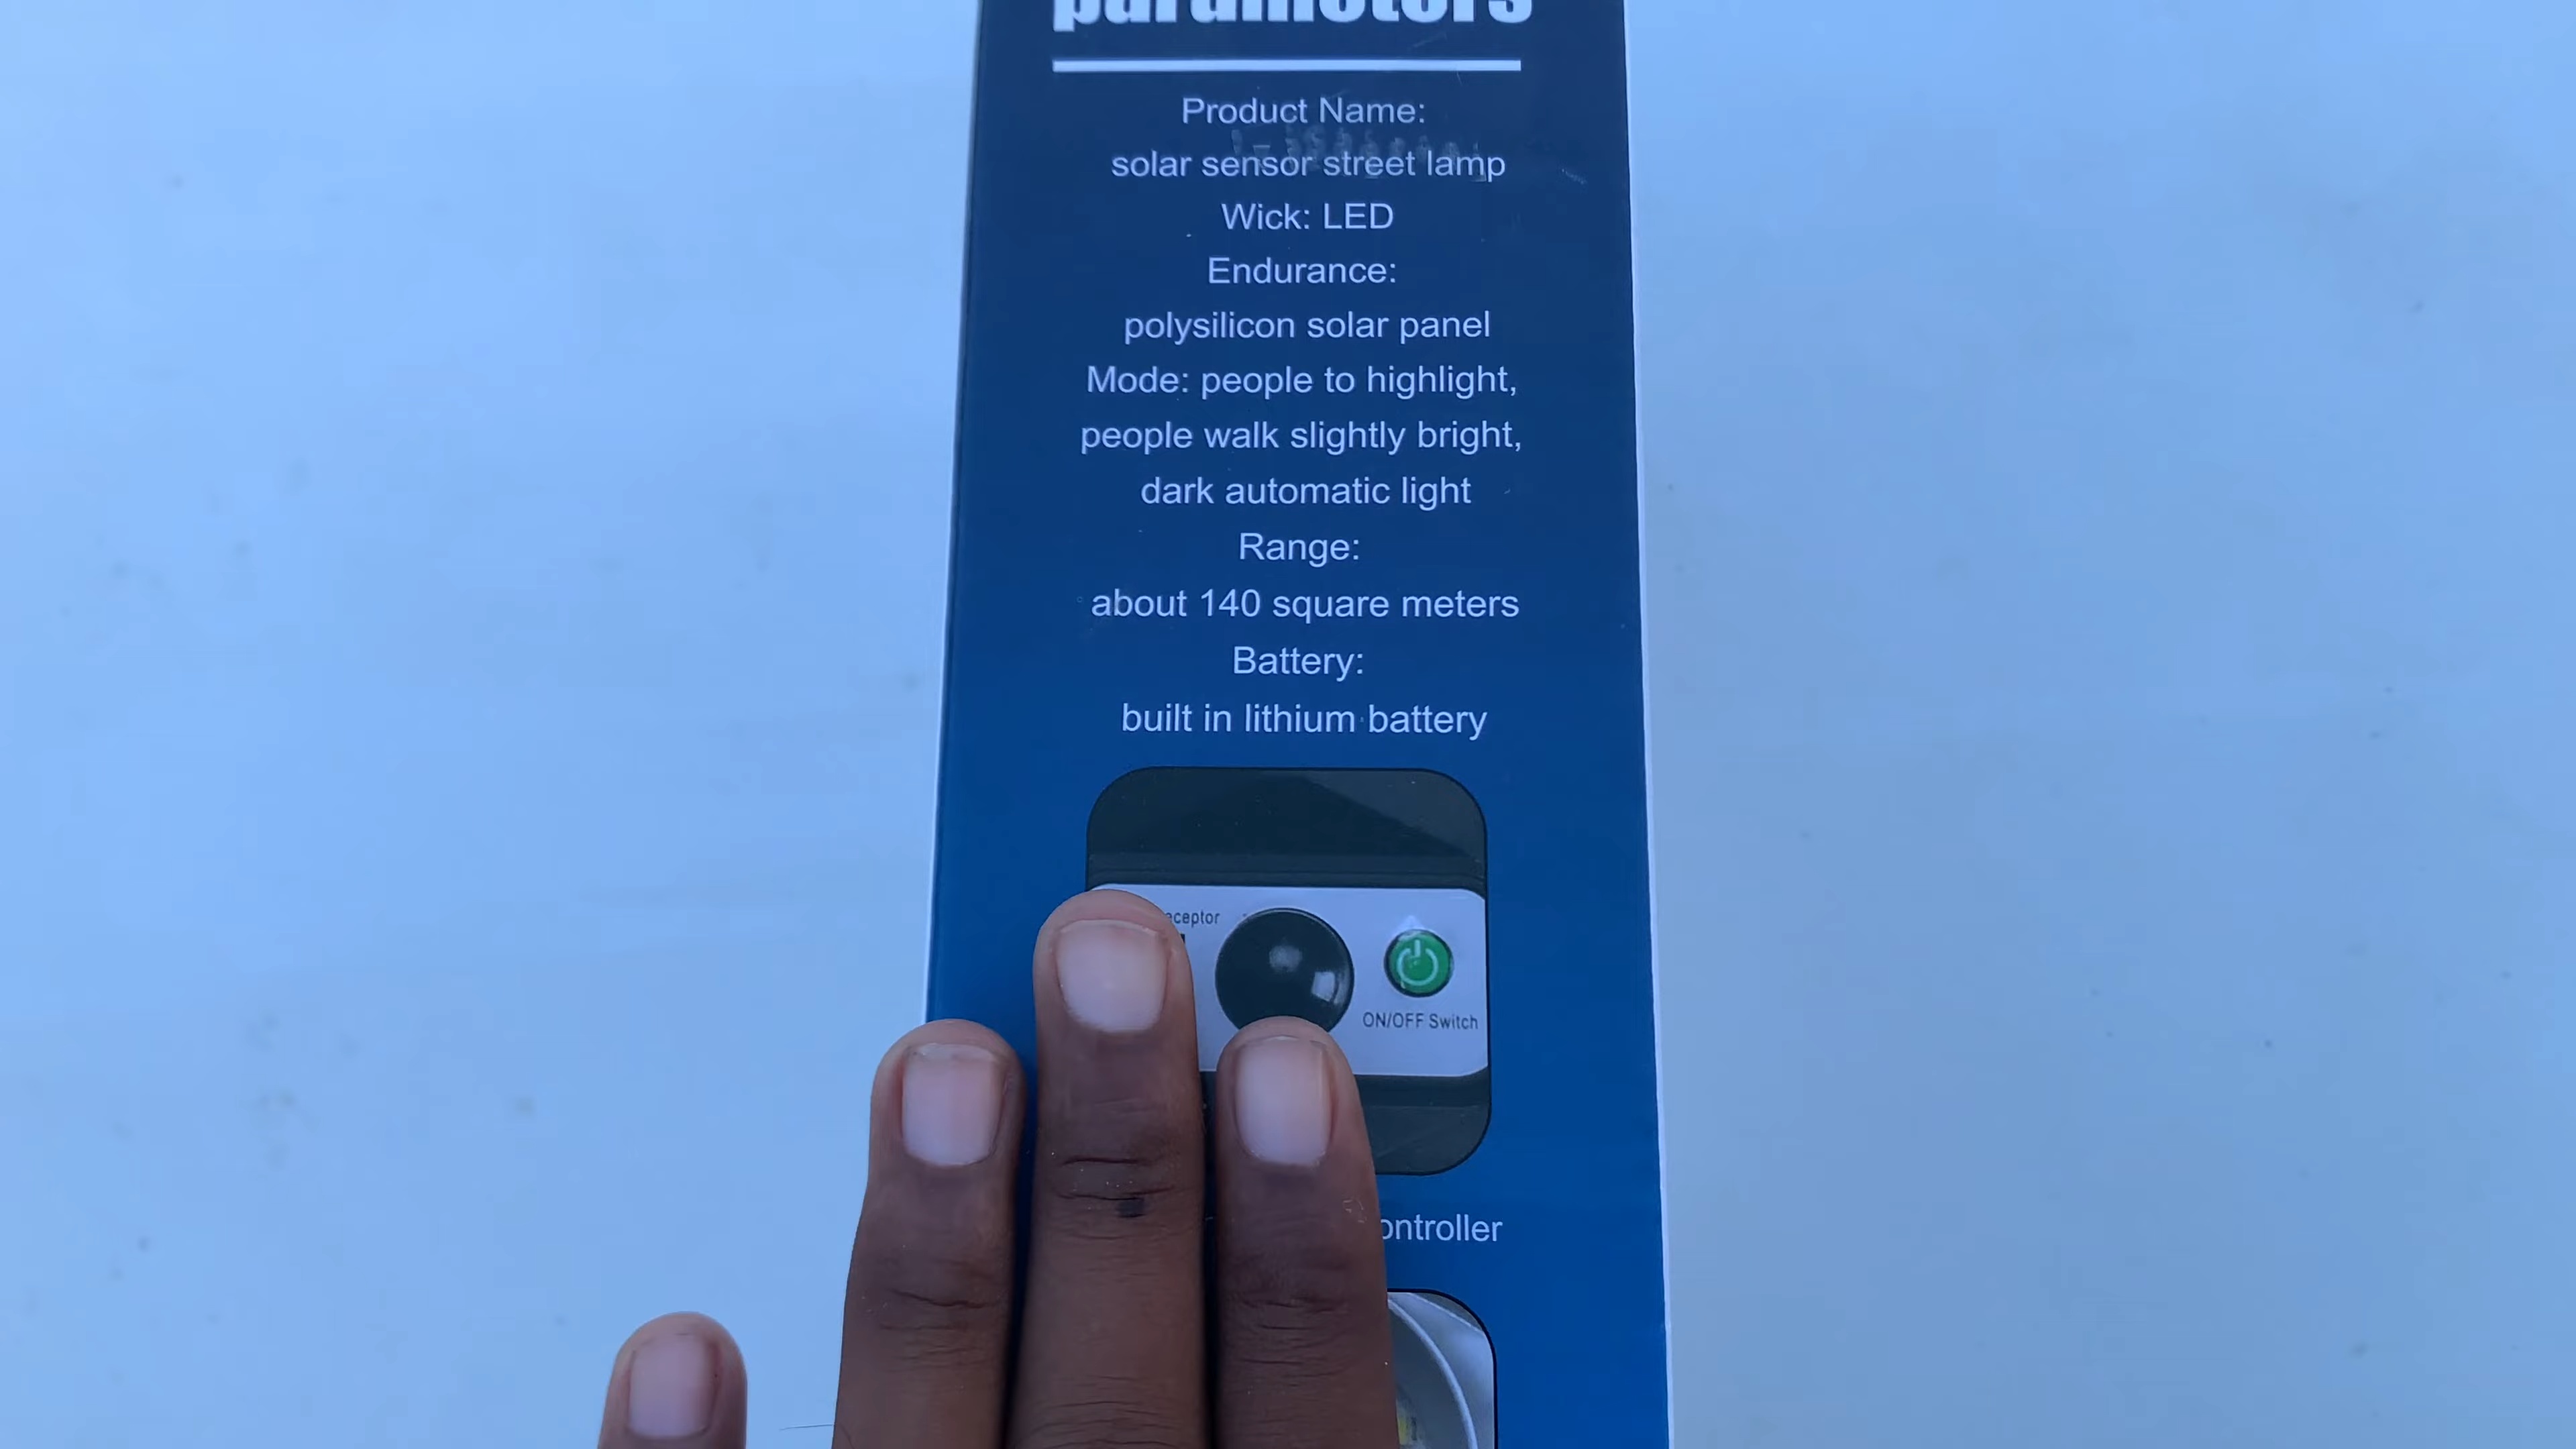 parameters
Product Name:
solar sensor street lamp
Wick: LED
Endurance:
polysilicon solar panel
Mode: people to highlight,
people walk slightly bright,
dark automatic light
Range:
about 140 square meters
Battery:
built in lithium battery
ON/OFF Switch